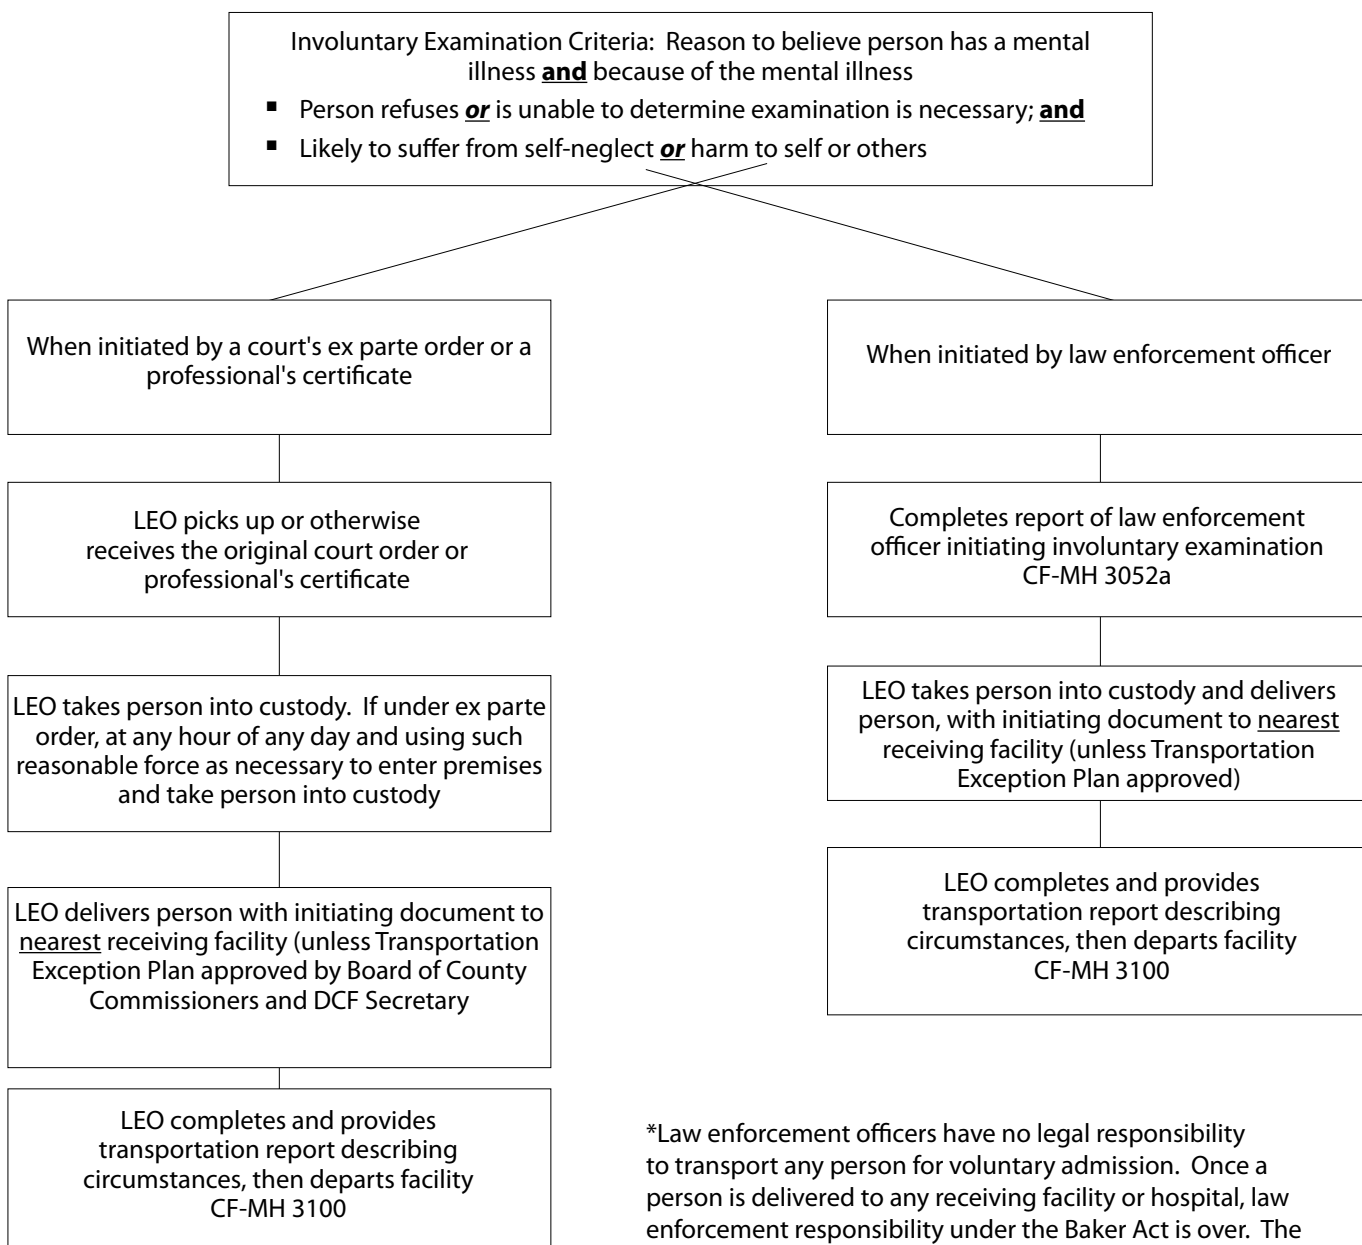 Involuntary Examination Criteria: Reason to believe person has a mental
illness and because of the mental illness
▪ Person refuses or is unable to determine examination is necessary; and
▪ Likely to suffer from self-neglect or harm to self or others
When initiated by a court's ex parte order or a
professional's certificate
LEO picks up or otherwise
receives the original court order or
professional's certificate
LEO takes person into custody. If under ex parte
order, at any hour of any day and using such
reasonable force as necessary to enter premises
and take person into custody
LEO delivers person with initiating document to
nearest receiving facility (unless Transportation
Exception Plan approved by Board of County
Commissioners and DCF Secretary
LEO completes and provides
transportation report describing
circumstances, then departs facility
CF-MH 3100
When initiated by law enforcement officer
Completes report of law enforcement
officer initiating involuntary examination
CF-MH 3052a
LEO takes person into custody and delivers
person, with initiating document to nearest
receiving facility (unless Transportation
Exception Plan approved)
LEO completes and provides
transportation report describing
circumstances, then departs facility
CF-MH 3100
*Law enforcement officers have no legal responsibility
to transport any person for voluntary admission. Once a
person is delivered to any receiving facility or hospital, law
enforcement responsibility under the Baker Act is over. The